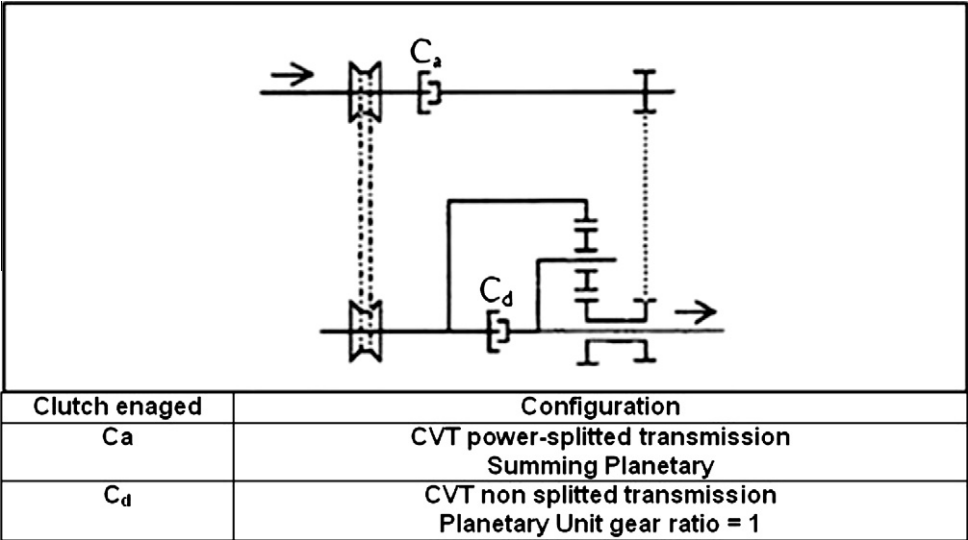 Ca
Cd
Clutch enaged Configuration
Ca CVT power-splitted transmission
Summing Planetary
Cd CVT non splitted transmission
Planetary Unit gear ratio = 1